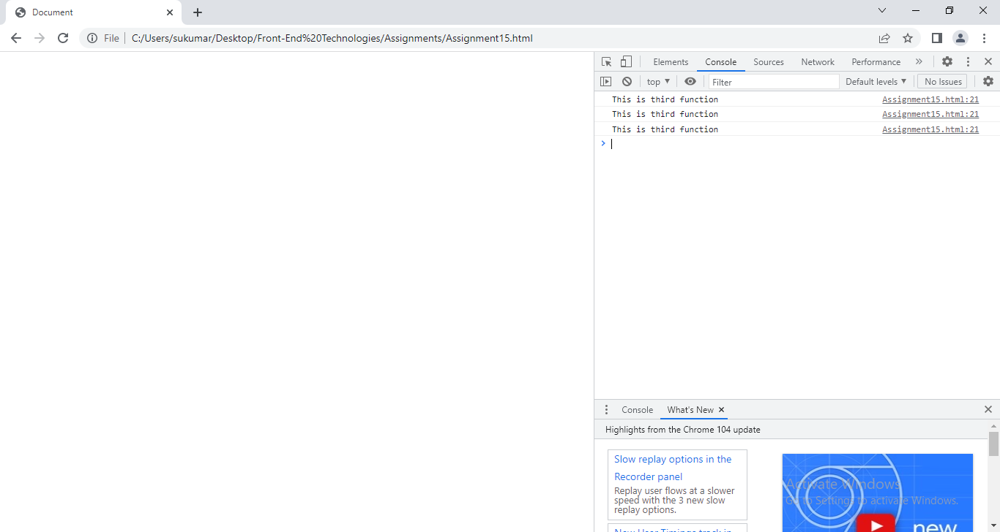 Document
File
C:/Users/sukumar/Desktop/Front-End%20Technologies/Assignments/Assignment15.html
Elements Console Sources Network Performance
top Filter Default levels No Issues
This is third function Assignment15.html:21
This is third function Assignment15.html:21
This is third function Assignment15.html:21
Console What's New
Highlights from the Chrome 104 update
Slow replay options in the
Recorder panel
Replay user flows at a slower
speed with the 3 new slow
replay options.
New User Timings track in
Activate Windows
Go to Settings to activate Windows.
new